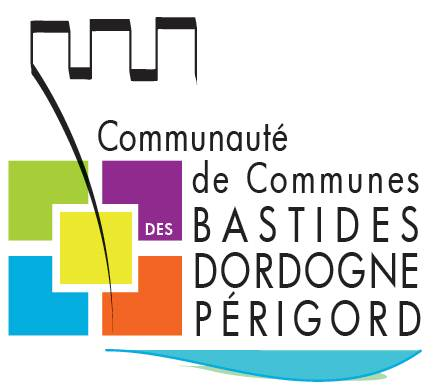 Communauté
de Communes
DES BASTIDES
DORDOGNE
PÉRIGORD